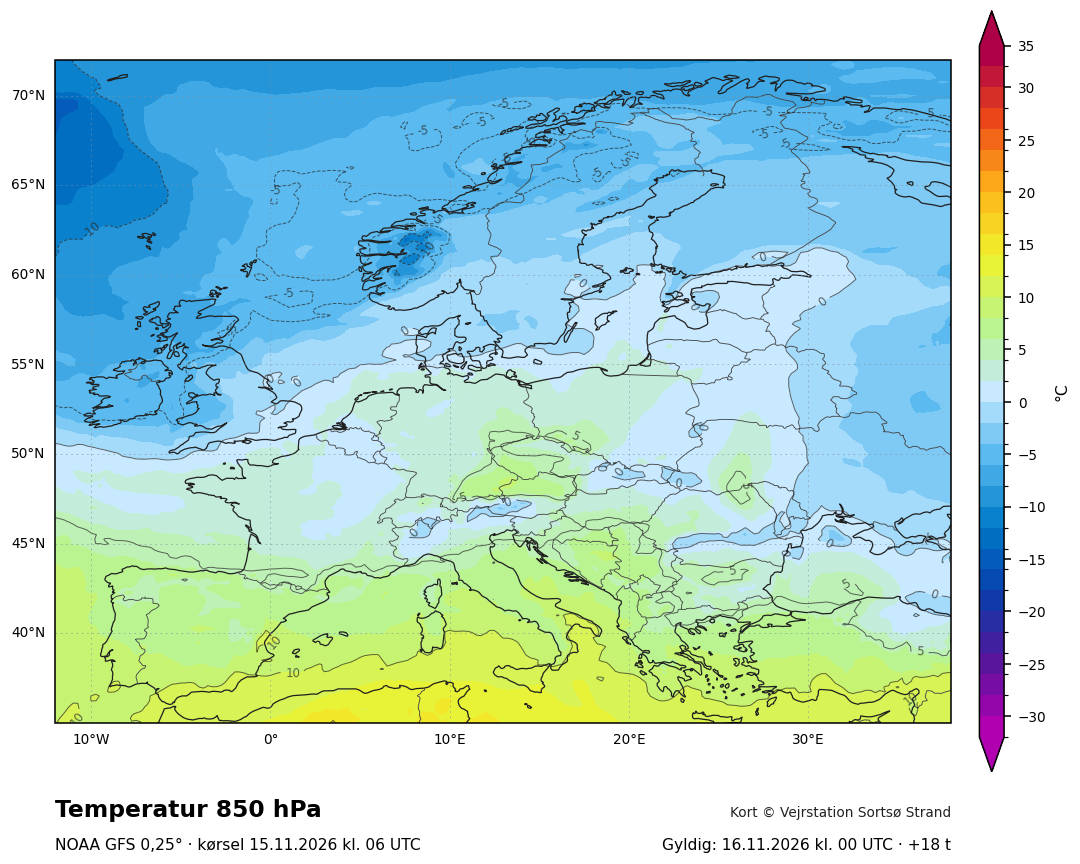 70°N
65°N
60°N
55°N
50°N
45°N
40°N
10°W
0°
10°E
20°E
30°E
35
30
25
20
15
10
5
0
−5
−10
−15
−20
−25
−30
°C
Temperatur 850 hPa
Kort © Vejrstation Sortsø Strand
NOAA GFS 0,25° · kørsel 15.11.2026 kl. 06 UTC
Gyldig: 16.11.2026 kl. 00 UTC · +18 t